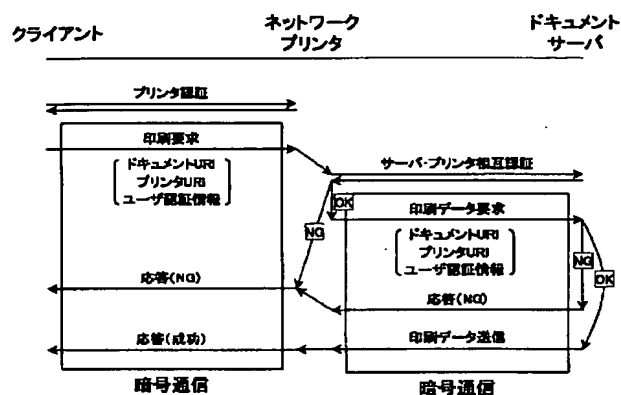 クライアント
ネットワーク
プリンタ
ドキュメント
サーバ
プリンタ認証
印刷要求
ドキュメントURI
プリンタURI
ユーザ認証情報
サーバ・プリンタ相互認証
OK
NG
印刷データ要求
ドキュメントURI
プリンタURI
ユーザ認証情報
NG
OK
応答(NG)
応答(NG)
応答(成功)
印刷データ送信
暗号通信
暗号通信